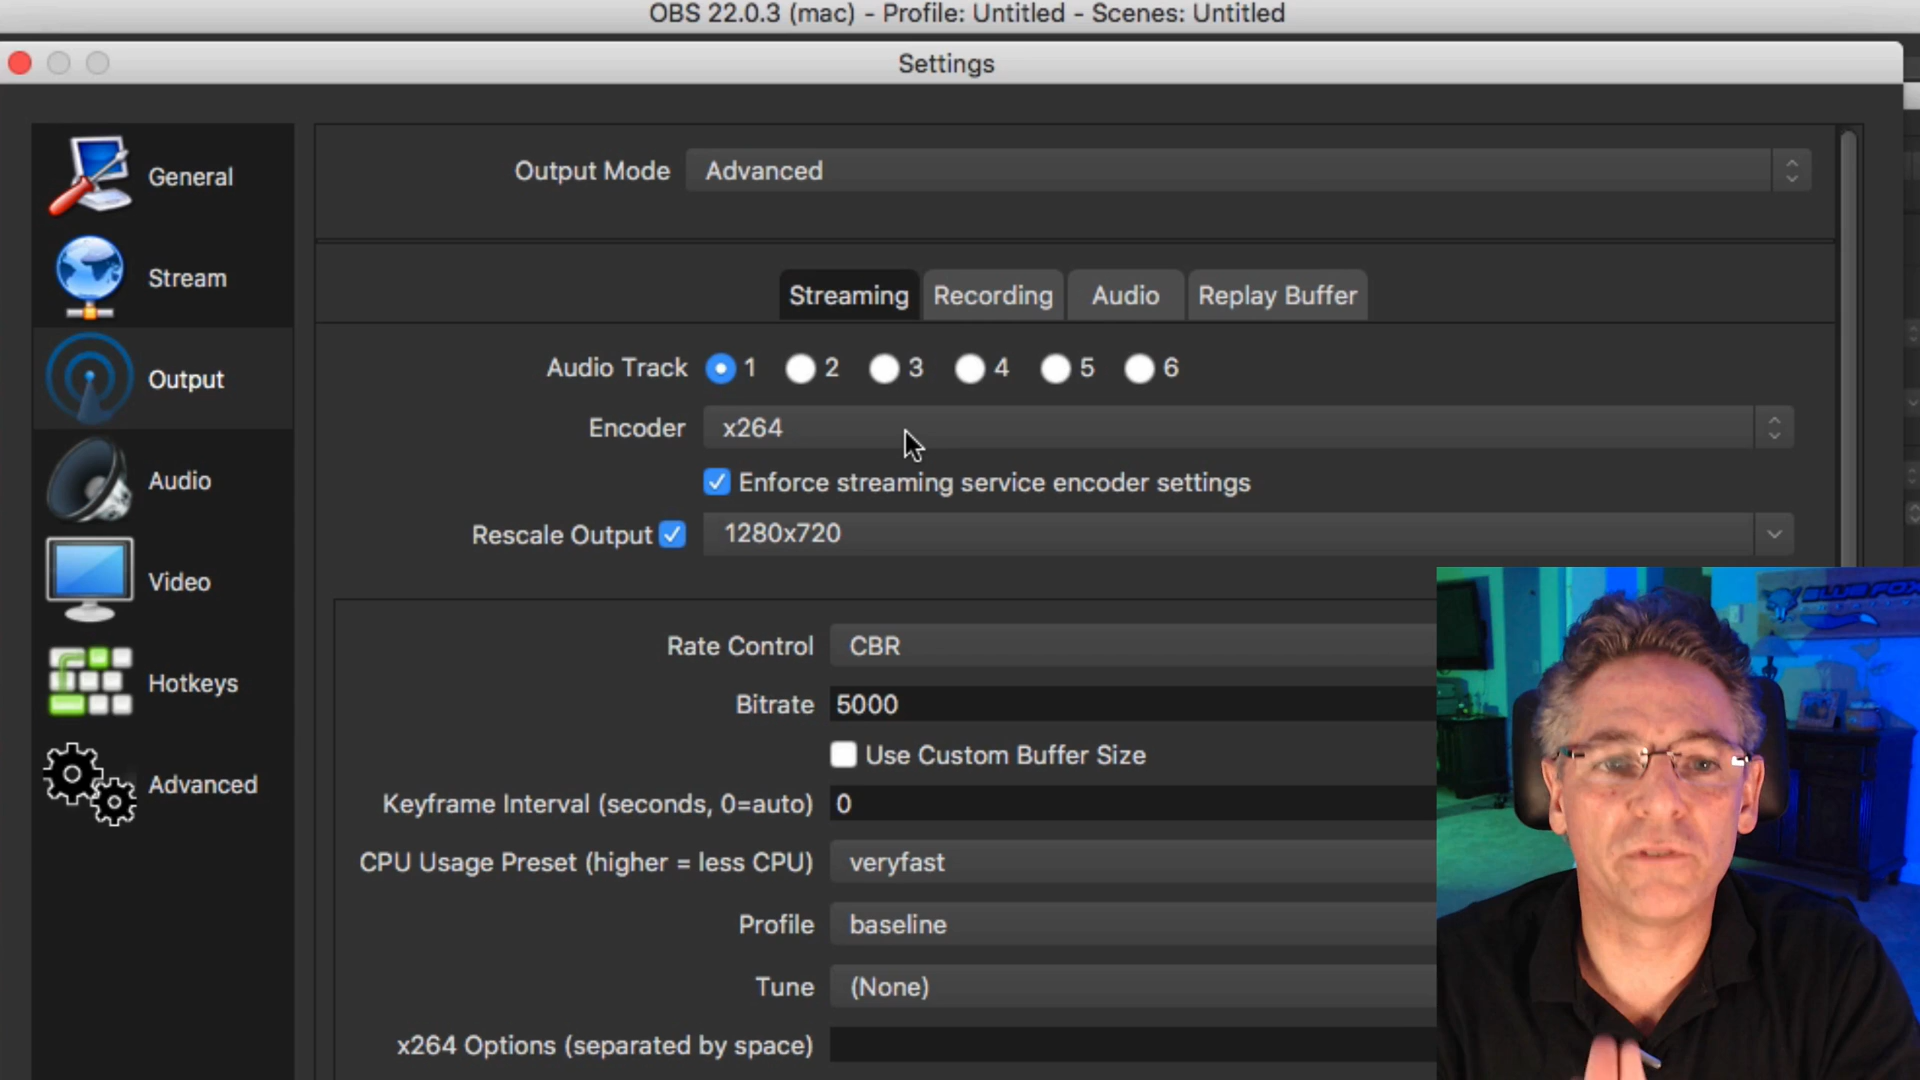 OBS 22.0.3 (mac) - Profile: Untitled - Scenes: Untitled
Settings
General
Stream
Output
Audio
Video
Hotkeys
Advanced
Output Mode Advanced
Streaming Recording Audio Replay Buffer
Audio Track 1 2 3 4 5 6
Encoder x264
Enforce streaming service encoder settings
Rescale Output 1280x720
Rate Control CBR
Bitrate 5000
Use Custom Buffer Size
Keyframe Interval (seconds, 0=auto) 0
CPU Usage Preset (higher = less CPU) veryfast
Profile baseline
Tune (None)
x264 Options (separated by space)
BLUE FOX